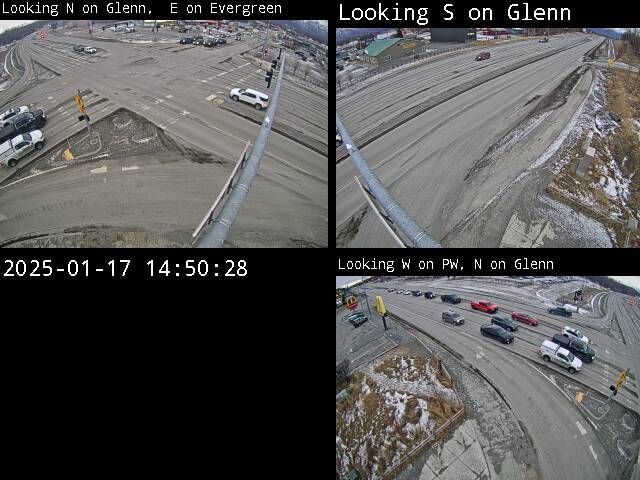 Looking N on Glenn,  E on Evergreen
Looking S on Glenn
2025-01-17 14:50:28
Looking W on PW, N on Glenn